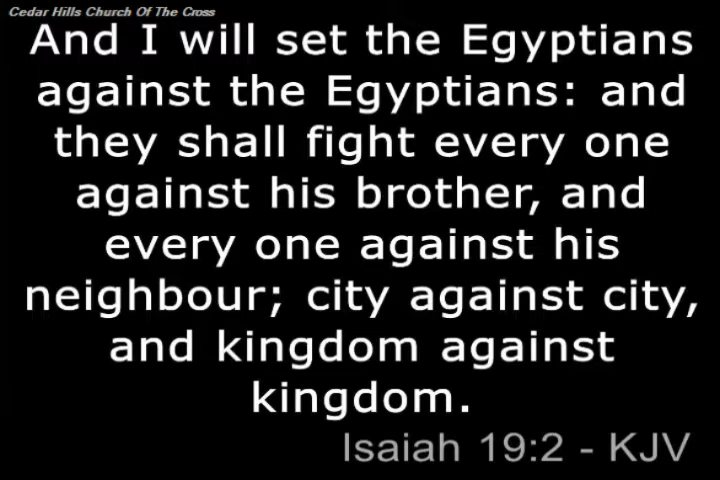 Cedar Hills Church Of The Cross
And I will set the Egyptians
against the Egyptians: and
they shall fight every one
against his brother, and
every one against his
neighbour; city against city,
and kingdom against
kingdom.
Isaiah 19:2 - KJV